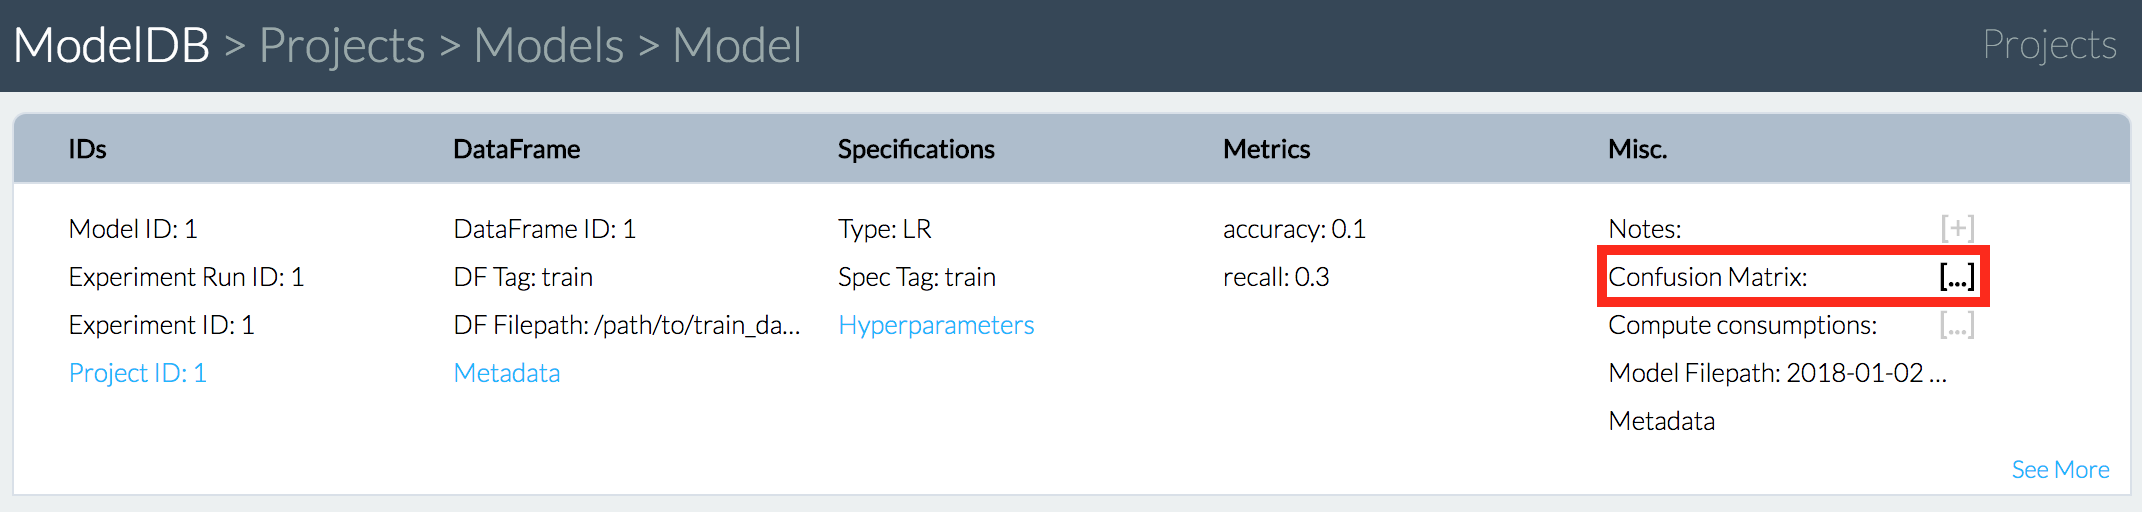 ModelDB > Projects > Models > Model
Projects
IDs
DataFrame
Specifications
Metrics
Misc.
Model ID: 1
DataFrame ID: 1
Type: LR
accuracy: 0.1
Notes: [+]
Experiment Run ID: 1
DF Tag: train
Spec Tag: train
recall: 0.3
Confusion Matrix: [...]
Experiment ID: 1
DF Filepath: /path/to/train_da...
Hyperparameters
Compute consumptions: [...]
Project ID: 1
Metadata
Model Filepath: 2018-01-02 ...
Metadata
See More